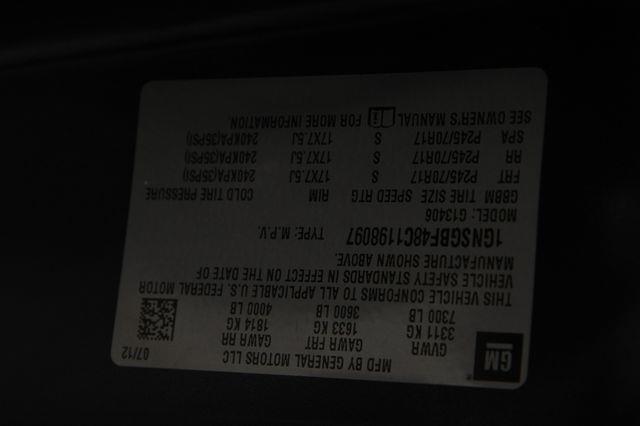 GM
MFD BY GENERAL MOTORS LLC 07/12
GVWR GAWR FRT GAWR RR
3311 KG 1633 KG 1814 KG
7300 LB 3600 LB 4000 LB
THIS VEHICLE CONFORMS TO ALL APPLICABLE U.S. FEDERAL MOTOR
VEHICLE SAFETY STANDARDS IN EFFECT ON THE DATE OF
MANUFACTURE SHOWN ABOVE.
1GNSGBF48C1198097 TYPE: M.P.V.
MODEL: G13406
GBBM TIRE SIZE SPEED RTG RIM COLD TIRE PRESSURE
FRT P245/70R17 S 17X7.5J 240KPA(35PSI)
RR P245/70R17 S 17X7.5J 240KPA(35PSI)
SPA P245/70R17 S 17X7.5J 240KPA(35PSI)
SEE OWNER'S MANUAL FOR MORE INFORMATION.